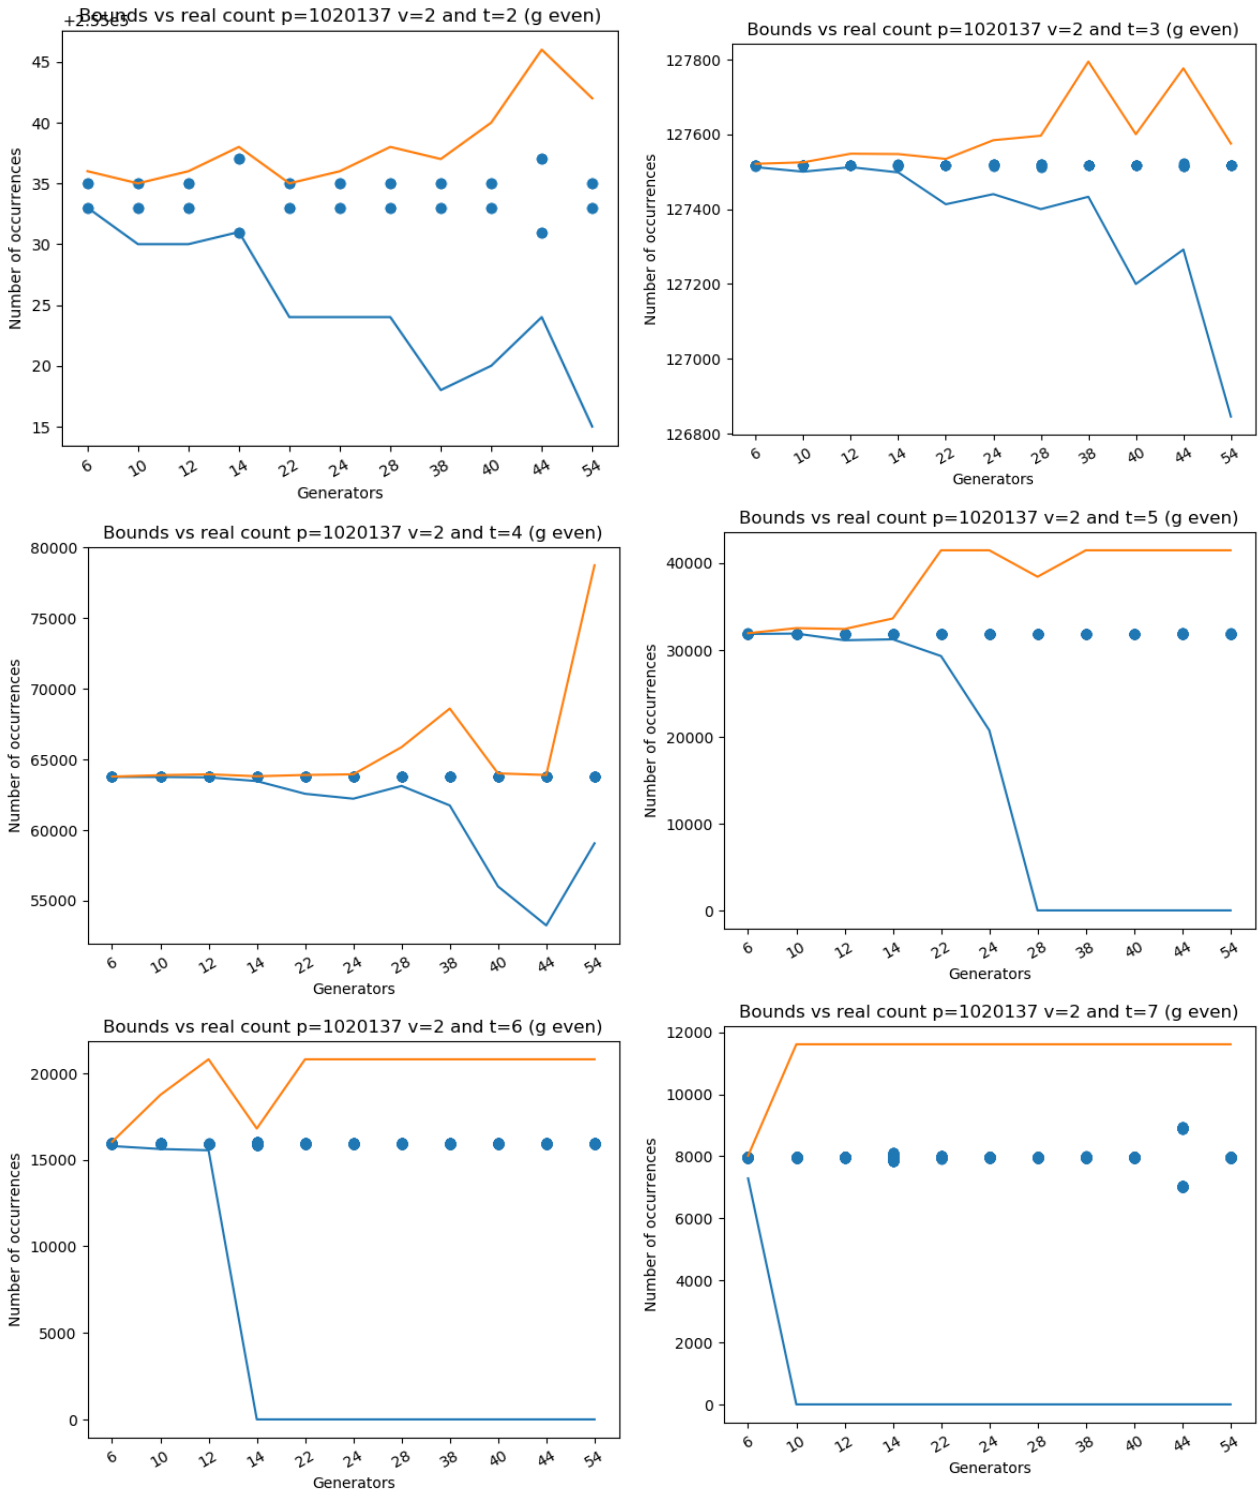 Bounds vs real count p=1020137 v=2 and t=2 (g even)
+2.55e5
45
40
35
30
25
20
15
Number of occurrences
6 10 12 14 22 24 28 38 40 44 54
Generators
Bounds vs real count p=1020137 v=2 and t=3 (g even)
127800
127600
127400
127200
127000
126800
Number of occurrences
6 10 12 14 22 24 28 38 40 44 54
Generators
Bounds vs real count p=1020137 v=2 and t=4 (g even)
80000
75000
70000
65000
60000
55000
Number of occurrences
6 10 12 14 22 24 28 38 40 44 54
Generators
Bounds vs real count p=1020137 v=2 and t=5 (g even)
40000
30000
20000
10000
0
Number of occurrences
6 10 12 14 22 24 28 38 40 44 54
Generators
Bounds vs real count p=1020137 v=2 and t=6 (g even)
20000
15000
10000
5000
0
Number of occurrences
6 10 12 14 22 24 28 38 40 44 54
Generators
Bounds vs real count p=1020137 v=2 and t=7 (g even)
12000
10000
8000
6000
4000
2000
0
Number of occurrences
6 10 12 14 22 24 28 38 40 44 54
Generators